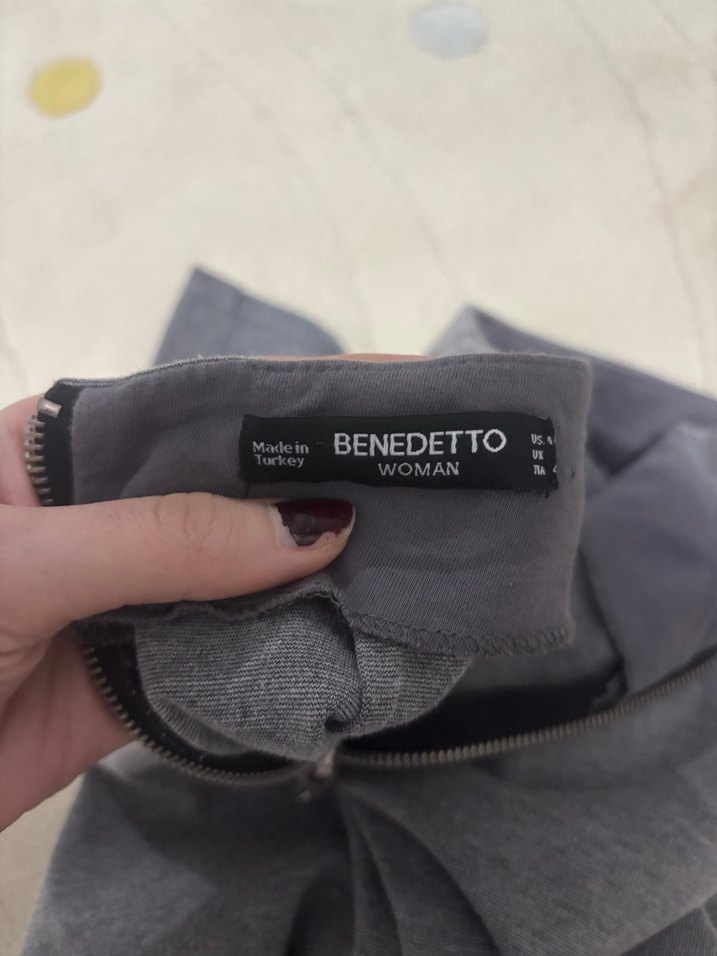 Made in
Turkey
BENEDETTO
WOMAN
US.
UK